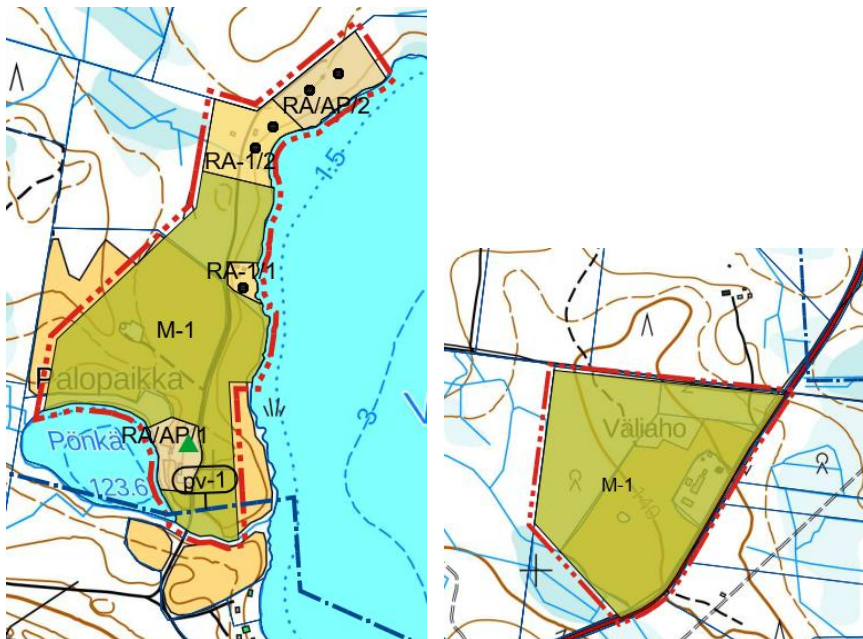 RA/AP/2
RA-1/2
1.5
RA-1/1
M-1
Palopaikka
3
RA/AP/1
Pönkä
123.6
pv-1
Väliaho
M-1